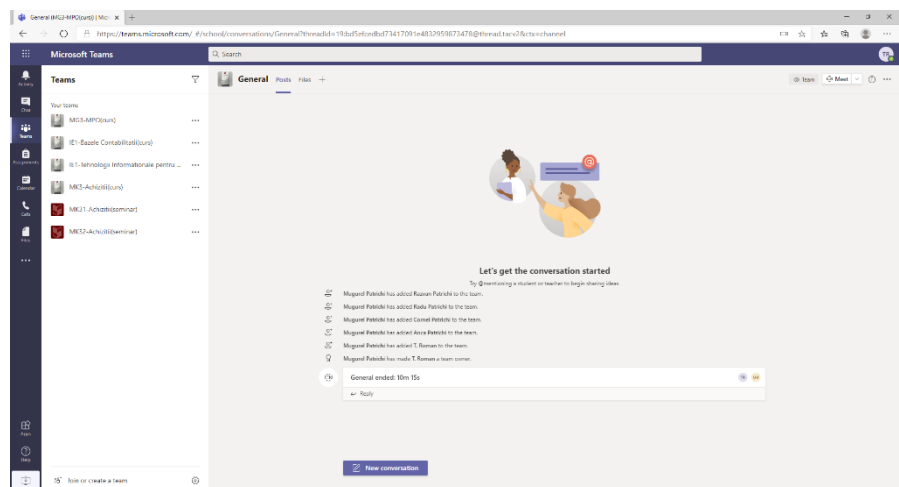 General (MG3-MPO(curs)) | Micr
https://teams.microsoft.com/_#/school/conversations/General?threadId=19:bd5efcedbd73417091e4832959873478@thread.tacv2&ctx=channel
Microsoft Teams
Search
TR
Activity
Chat
Teams
Assignments
Calendar
Calls
Files
Apps
Help
Teams
Your teams
MG3-MPO(curs)
IE1-Bazele Contabilitatii(curs)
IE1-Tehnologii Informationale pentru ...
MK3-Achizitii(curs)
MK31-Achizitii(seminar)
MK32-Achizitii(seminar)
Join or create a team
General Posts Files +
Team
Meet
Let's get the conversation started
Try @mentioning a student or teacher to begin sharing ideas.
Mugurel Patrichi has added Razvan Patrichi to the team.
Mugurel Patrichi has added Radu Patrichi to the team.
Mugurel Patrichi has added Cornel Patrichi to the team.
Mugurel Patrichi has added Anca Patrichi to the team.
Mugurel Patrichi has added T. Roman to the team.
Mugurel Patrichi has made T. Roman a team owner.
General ended: 10m 15s
Reply
New conversation